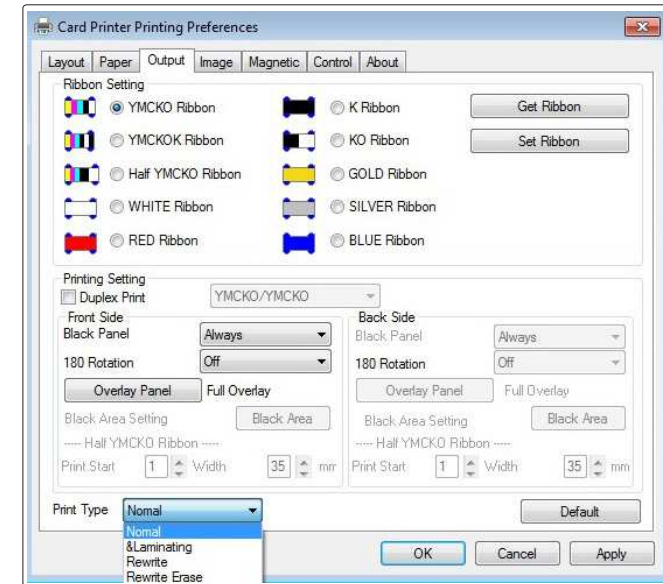 Card Printer Printing Preferences
Layout Paper Output Image Magnetic Control About
Ribbon Setting
YMCKO Ribbon K Ribbon Get Ribbon
YMCKOK Ribbon KO Ribbon Set Ribbon
Half YMCKO Ribbon GOLD Ribbon
WHITE Ribbon SILVER Ribbon
RED Ribbon BLUE Ribbon
Printing Setting
Duplex Print YMCKO/YMCKO
Front Side Back Side
Black Panel Always Black Panel Always
180 Rotation Off 180 Rotation Off
Overlay Panel Full Overlay Overlay Panel Full Overlay
Black Area Setting Black Area Black Area Setting Black Area
----- Half YMCKO Ribbon ----- ----- Half YMCKO Ribbon -----
Print Start 1 Width 35 mm Print Start 1 Width 35 mm
Print Type Nomal Default
Nomal
&Laminating
Rewrite
Rewrite Erase
OK Cancel Apply